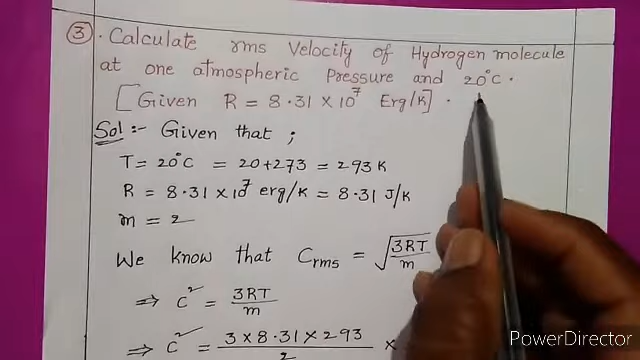 ③. Calculate rms Velocity of Hydrogen molecule
at one atmospheric Pressure and 20°C.
[Given R = 8.31 × 10⁷ Erg/K].
Sol :- Given that ;
T = 20°C = 20+273 = 293 K
R = 8.31 × 10⁷ erg/K = 8.31 J/K
m = 2
We know that Crms = √(3RT/m)
⇒ C² = 3RT/m
⇒ C² = 3 × 8.31 × 293 / 2 ×
PowerDirector